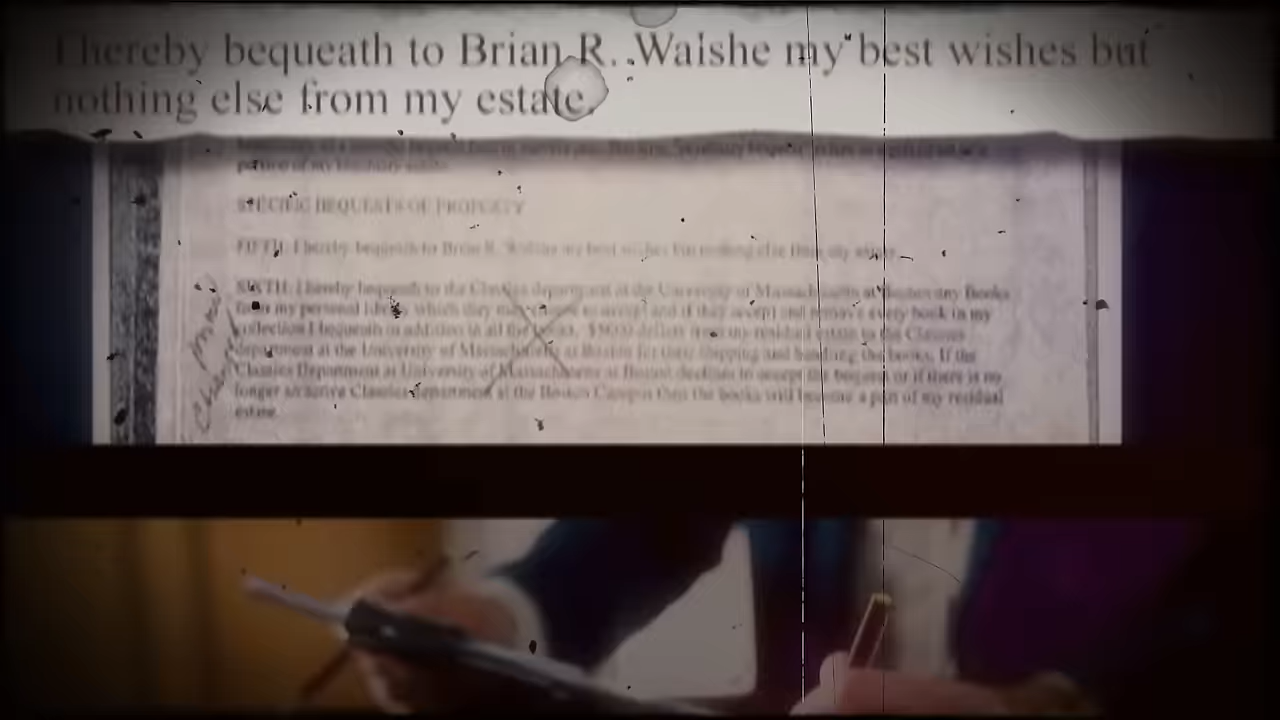 I hereby bequeath to Brian R. Walshe my best wishes but
nothing else from my estate.
portion of my residuary estate.
SPECIFIC BEQUESTS OF PROPERTY
FIFTH: I hereby bequeath to Brian R. Walshe my best wishes but nothing else from my estate.
SIXTH: I hereby bequeath to the Classics department at the University of Massachusetts at Boston any Books
from my personal library which they may choose to accept and if they accept and remove every book in my
collection I bequeath in addition to all the books, dollars from my residual estate to the Classics
department at the University of Massachusetts at Boston for their shipping and handling the books. If the
Classics Department at University of Massachusetts at Boston declines to accept the bequest or if there is no
longer an active Classics department at the Boston Campus then the books will become a part of my residual
estate.